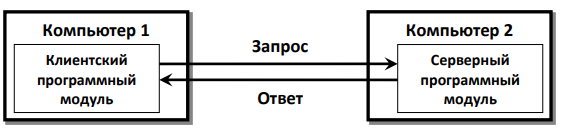 Компьютер 1
Клиентский
программный
модуль
Запрос
Ответ
Компьютер 2
Серверный
программный
модуль